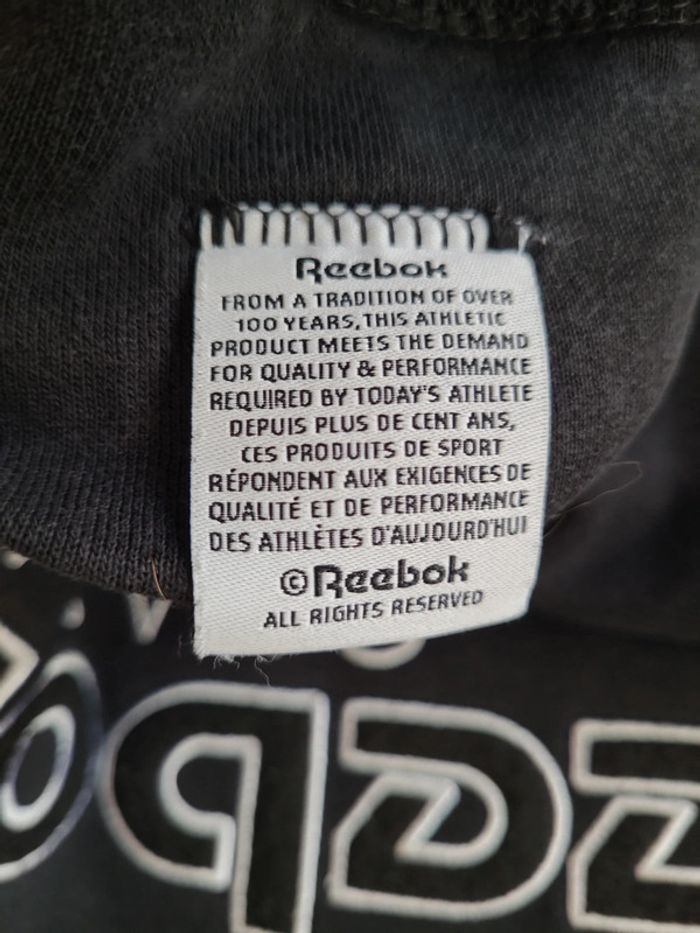 Reebok
FROM A TRADITION OF OVER
100 YEARS, THIS ATHLETIC
PRODUCT MEETS THE DEMAND
FOR QUALITY & PERFORMANCE
REQUIRED BY TODAY'S ATHLETE
DEPUIS PLUS DE CENT ANS,
CES PRODUITS DE SPORT
RÉPONDENT AUX EXIGENCES DE
QUALITÉ ET DE PERFORMANCE
DES ATHLÈTES D'AUJOURD'HUI
©Reebok
ALL RIGHTS RESERVED